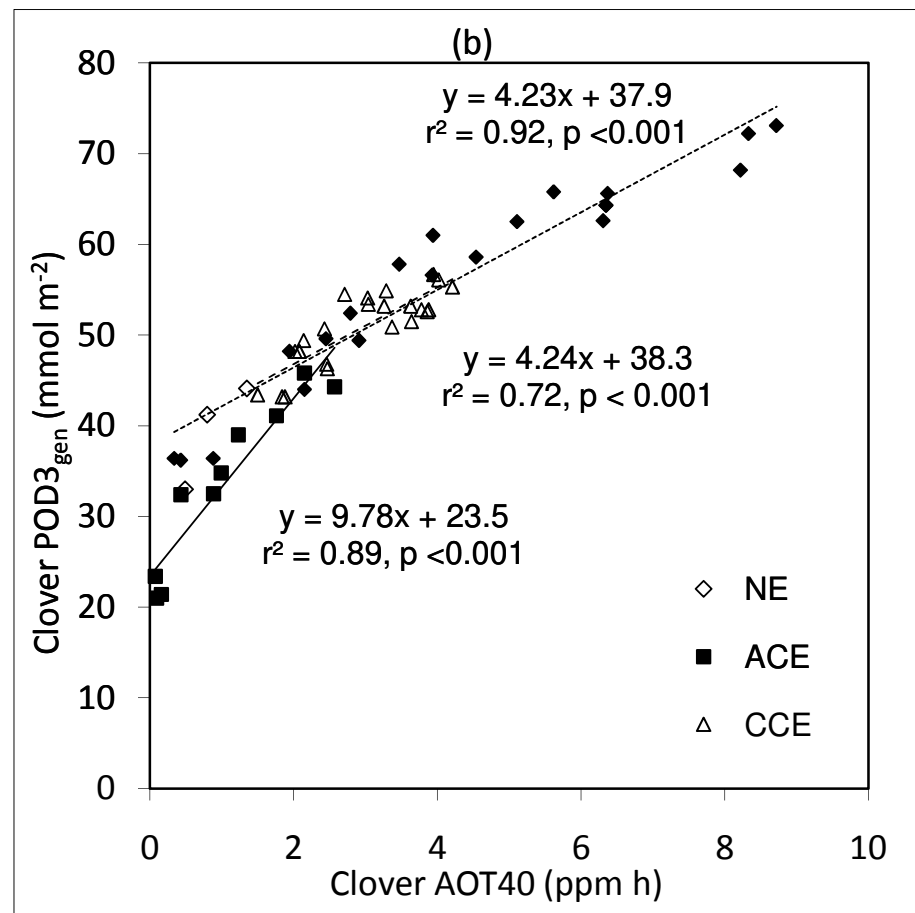 (b)
80
70
60
50
40
30
20
10
0
Clover POD3gen (mmol m⁻²)
y = 4.23x + 37.9
r² = 0.92, p <0.001
y = 4.24x + 38.3
r² = 0.72, p < 0.001
y = 9.78x + 23.5
r² = 0.89, p <0.001
NE
ACE
CCE
0 2 4 6 8 10
Clover AOT40 (ppm h)